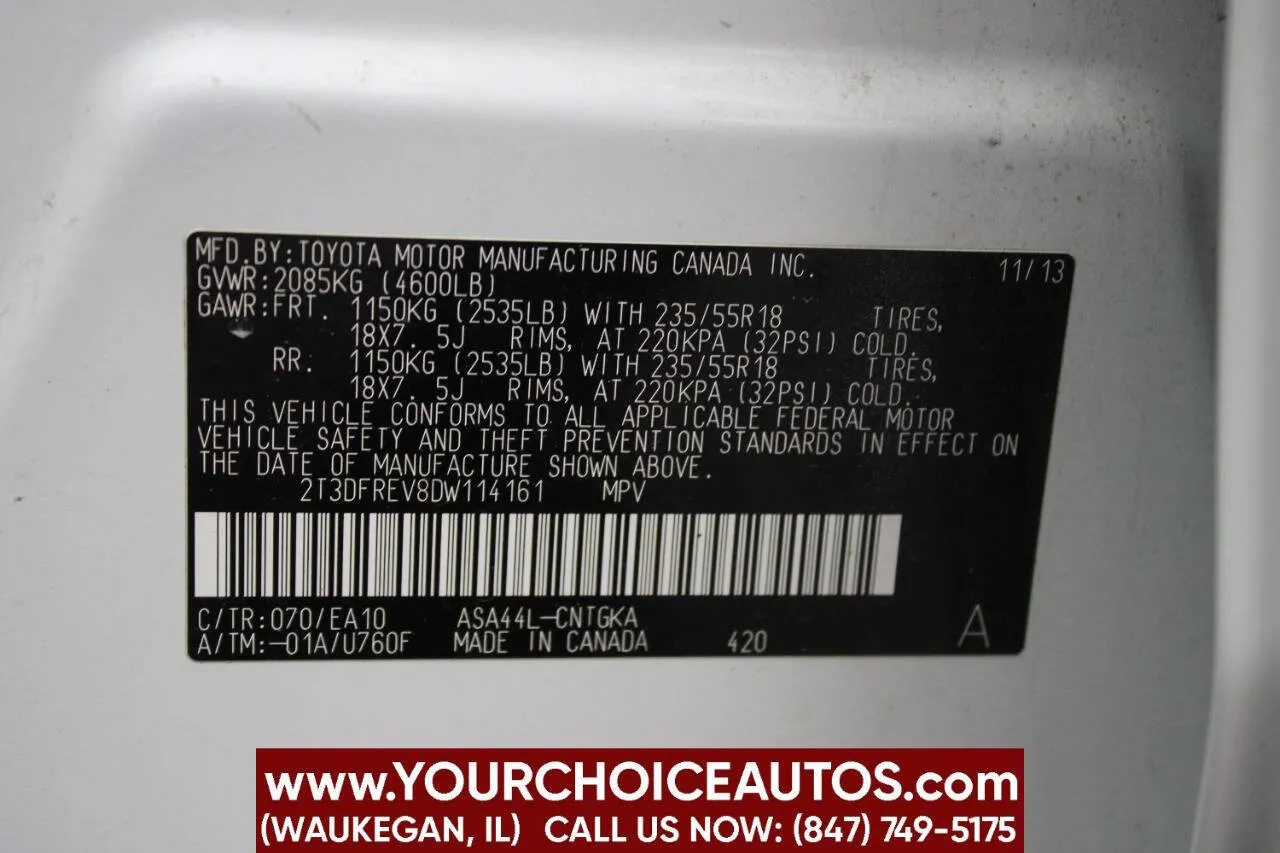 MFD.BY:TOYOTA MOTOR MANUFACTURING CANADA INC. 11/13
GVWR:2085KG (4600LB)
GAWR:FRT. 1150KG (2535LB) WITH 235/55R18 TIRES,
18X7.5J RIMS, AT 220KPA (32PSI) COLD.
RR: 1150KG (2535LB) WITH 235/55R18 TIRES,
18X7.5J RIMS, AT 220KPA (32PSI) COLD.
THIS VEHICLE CONFORMS TO ALL APPLICABLE FEDERAL MOTOR
VEHICLE SAFETY AND THEFT PREVENTION STANDARDS IN EFFECT ON
THE DATE OF MANUFACTURE SHOWN ABOVE.
2T3DFREV8DW114161 MPV
C/TR:070/EA10 ASA44L-CNTGKA
A/TM:-01A/U760F MADE IN CANADA 420 A
www.YOURCHOICEAUTOS.com
(WAUKEGAN, IL) CALL US NOW: (847) 749-5175